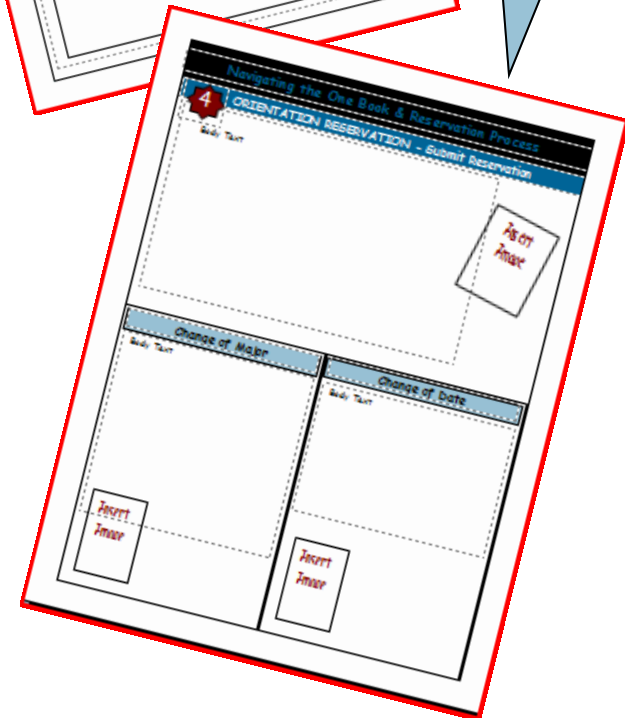 Navigating the One Book & Reservation Process
4
ORIENTATION RESERVATION - Submit Reservation
Body Text
Insert
Image
Change of Major
Body Text
Insert
Image
Change of Date
Body Text
Insert
Image